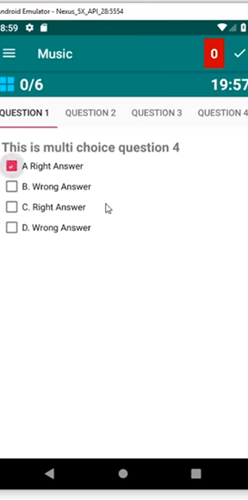 Android Emulator - Nexus_5X_API_28:5554
8:59
Music
0
0/6
19:57
QUESTION 1
QUESTION 2
QUESTION 3
QUESTION 4
This is multi choice question 4
A Right Answer
B. Wrong Answer
C. Right Answer
D. Wrong Answer